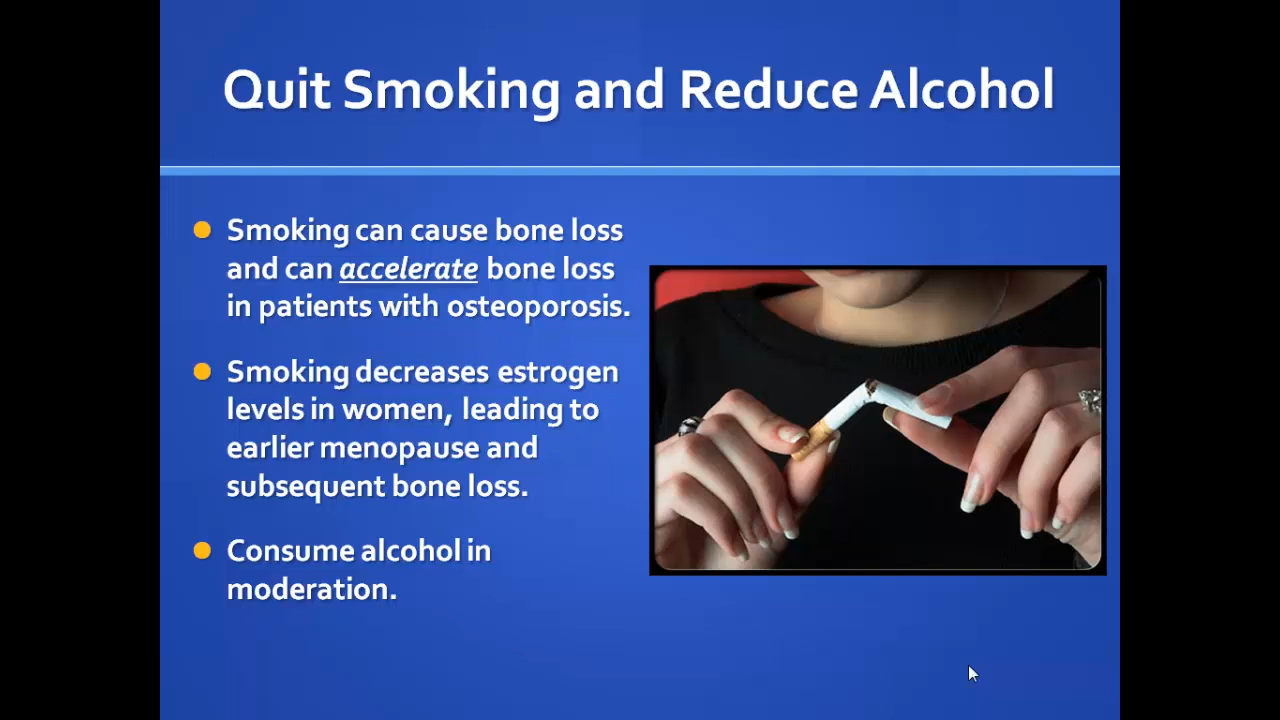 Quit Smoking and Reduce Alcohol
Smoking can cause bone loss
and can accelerate bone loss
in patients with osteoporosis.
Smoking decreases estrogen
levels in women, leading to
earlier menopause and
subsequent bone loss.
Consume alcohol in
moderation.